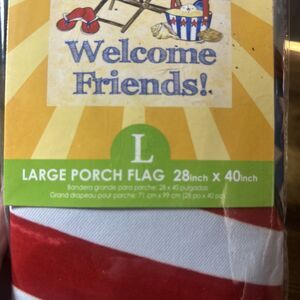 Welcome
Friends!
L
LARGE PORCH FLAG 28inch x 40inch
Bandera grande para porche: 28 x 40 pulgadas
Grand drapeau pour porche: 71 cm x 99 cm (28 po x 40 po)